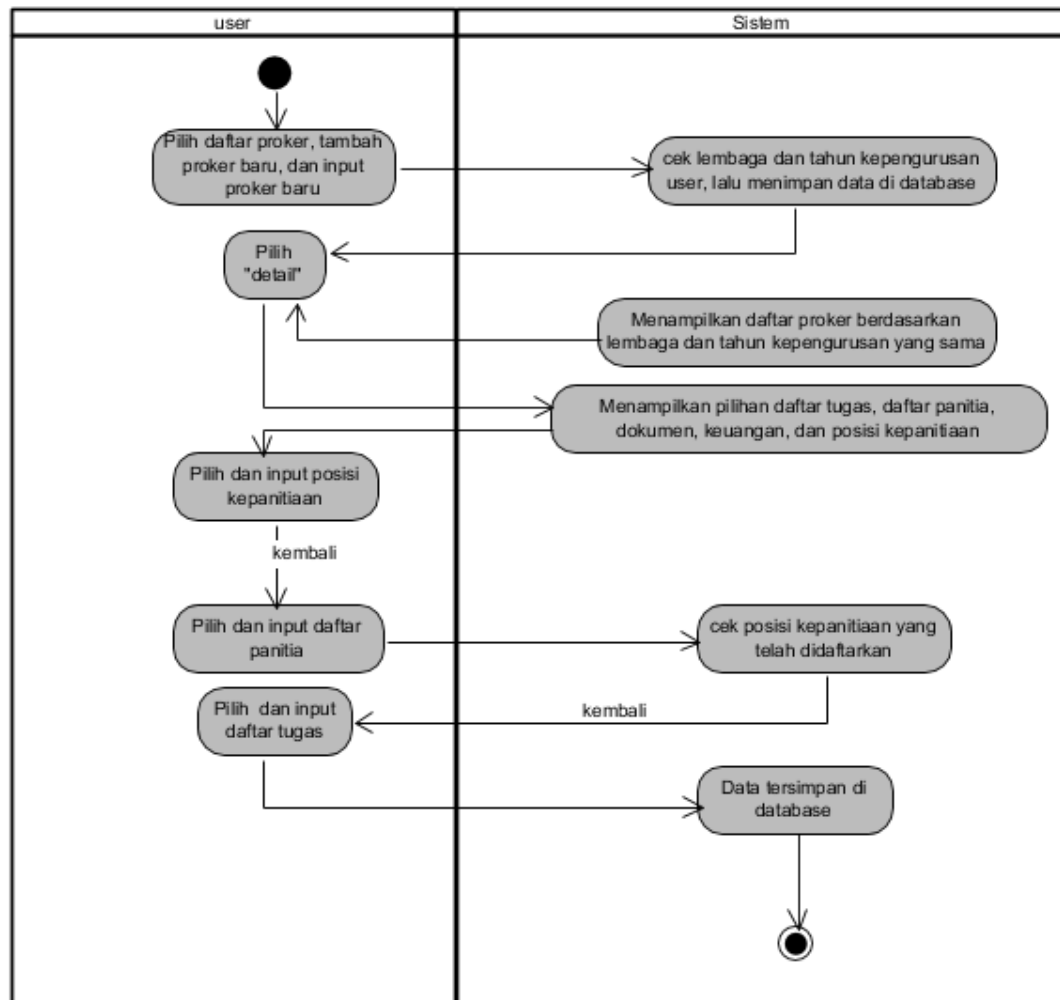 user
Sistem
Pilih daftar proker, tambah
proker baru, dan input
proker baru
cek lembaga dan tahun kepengurusan
user, lalu menimpan data di database
Pilih
"detail"
Menampilkan daftar proker berdasarkan
lembaga dan tahun kepengurusan yang sama
Menampilkan pilihan daftar tugas, daftar panitia,
dokumen, keuangan, dan posisi kepanitiaan
Pilih dan input posisi
kepanitiaan
kembali
Pilih dan input daftar
panitia
cek posisi kepanitiaan yang
telah didaftarkan
Pilih dan input
daftar tugas
kembali
Data tersimpan di
database